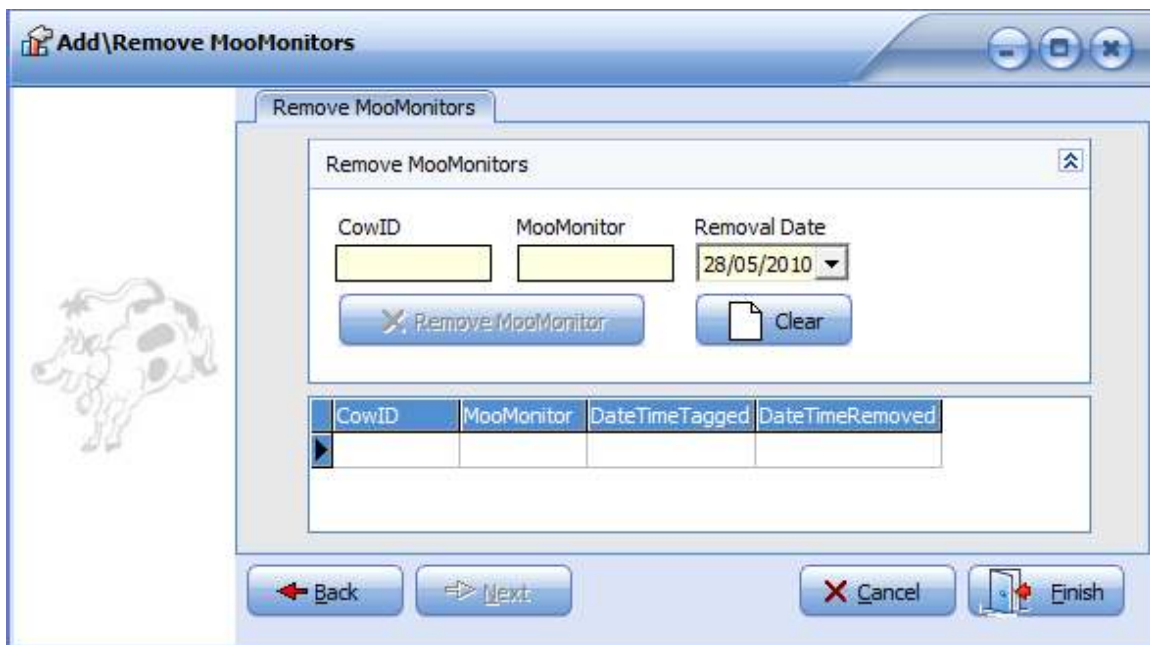 Add\Remove MooMonitors
Remove MooMonitors
Remove MooMonitors
CowID MooMonitor Removal Date
28/05/2010
Remove MooMonitor Clear
CowID MooMonitor DateTimeTagged DateTimeRemoved
Back Next Cancel Finish